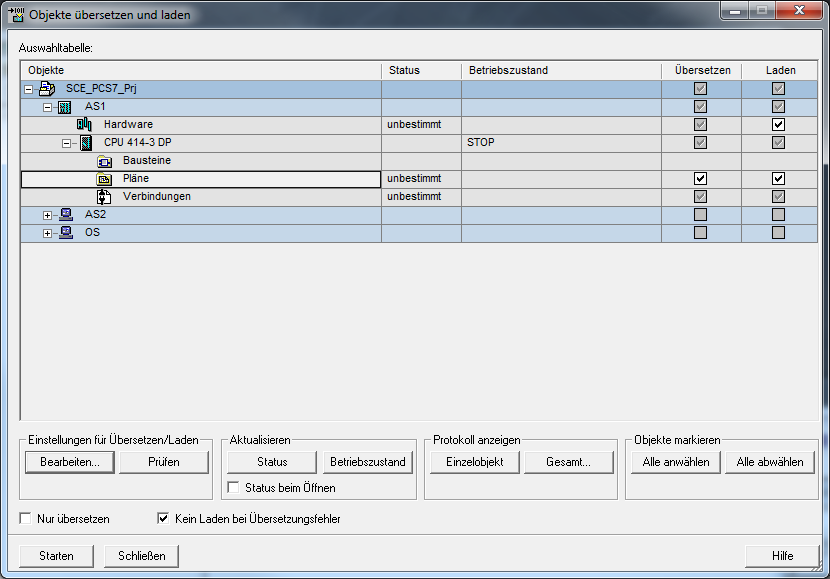 Objekte übersetzen und laden
Auswahltabelle:
Objekte Status Betriebszustand Übersetzen Laden
SCE_PCS7_Prj
AS1
Hardware unbestimmt
CPU 414-3 DP STOP
Bausteine
Pläne unbestimmt
Verbindungen unbestimmt
AS2
OS
Einstellungen für Übersetzen/Laden Aktualisieren Protokoll anzeigen Objekte markieren
Bearbeiten... Prüfen Status Betriebszustand Einzelobjekt Gesamt... Alle anwählen Alle abwählen
Status beim Öffnen
Nur übersetzen Kein Laden bei Übersetzungsfehler
Starten Schließen Hilfe